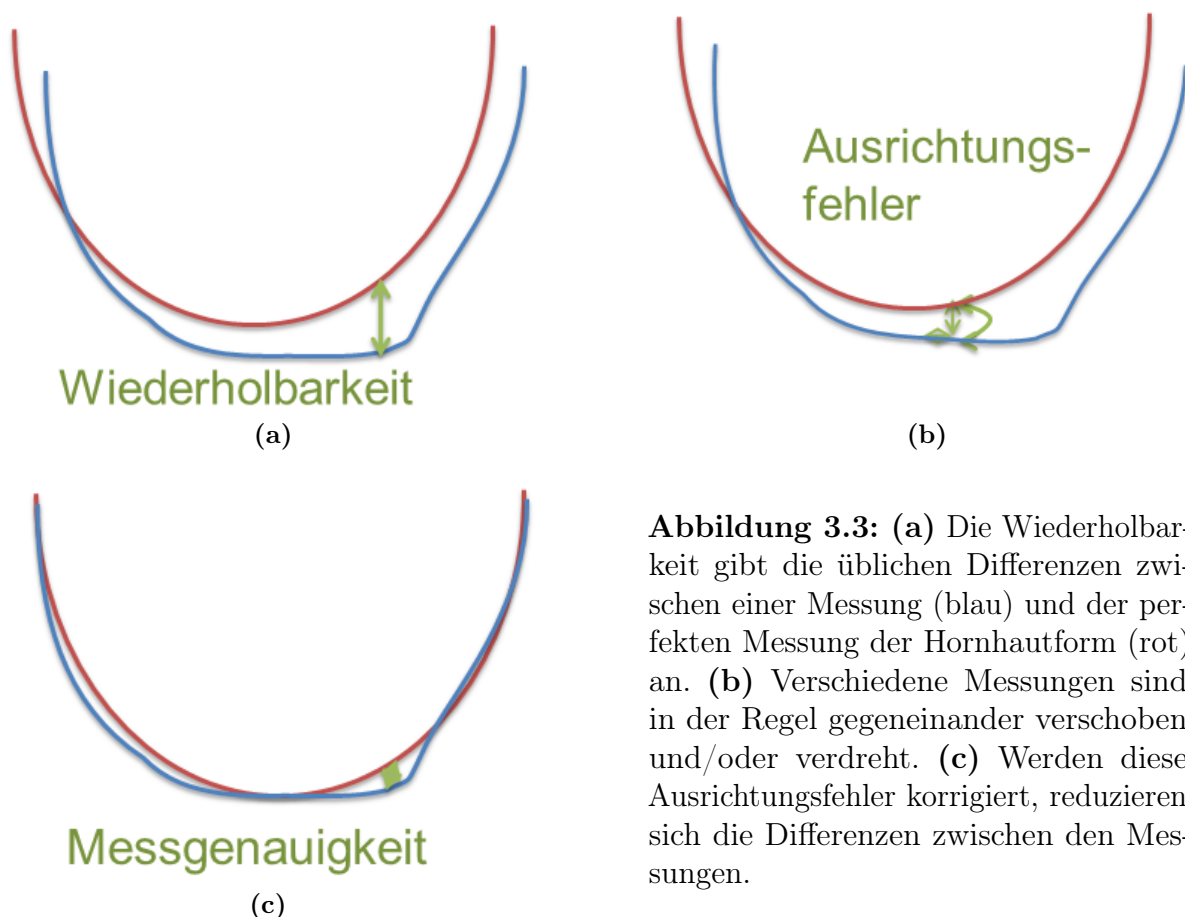 Wiederholbarkeit
(a)
Ausrichtungs-
fehler
(b)
Messgenauigkeit
(c)
Abbildung 3.3: (a) Die Wiederholbar-
keit gibt die üblichen Differenzen zwi-
schen einer Messung (blau) und der per-
fekten Messung der Hornhautform (rot)
an. (b) Verschiedene Messungen sind
in der Regel gegeneinander verschoben
und/oder verdreht. (c) Werden diese
Ausrichtungsfehler korrigiert, reduzieren
sich die Differenzen zwischen den Mes-
sungen.